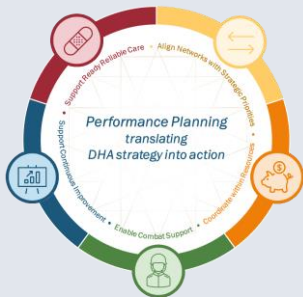 Support Ready Reliable Care • Align Networks with Strategic Priorities •
Coordinate within Resources •
Enable Combat Support •
Support Continuous Improvement •
Performance Planning
translating
DHA strategy into action
$